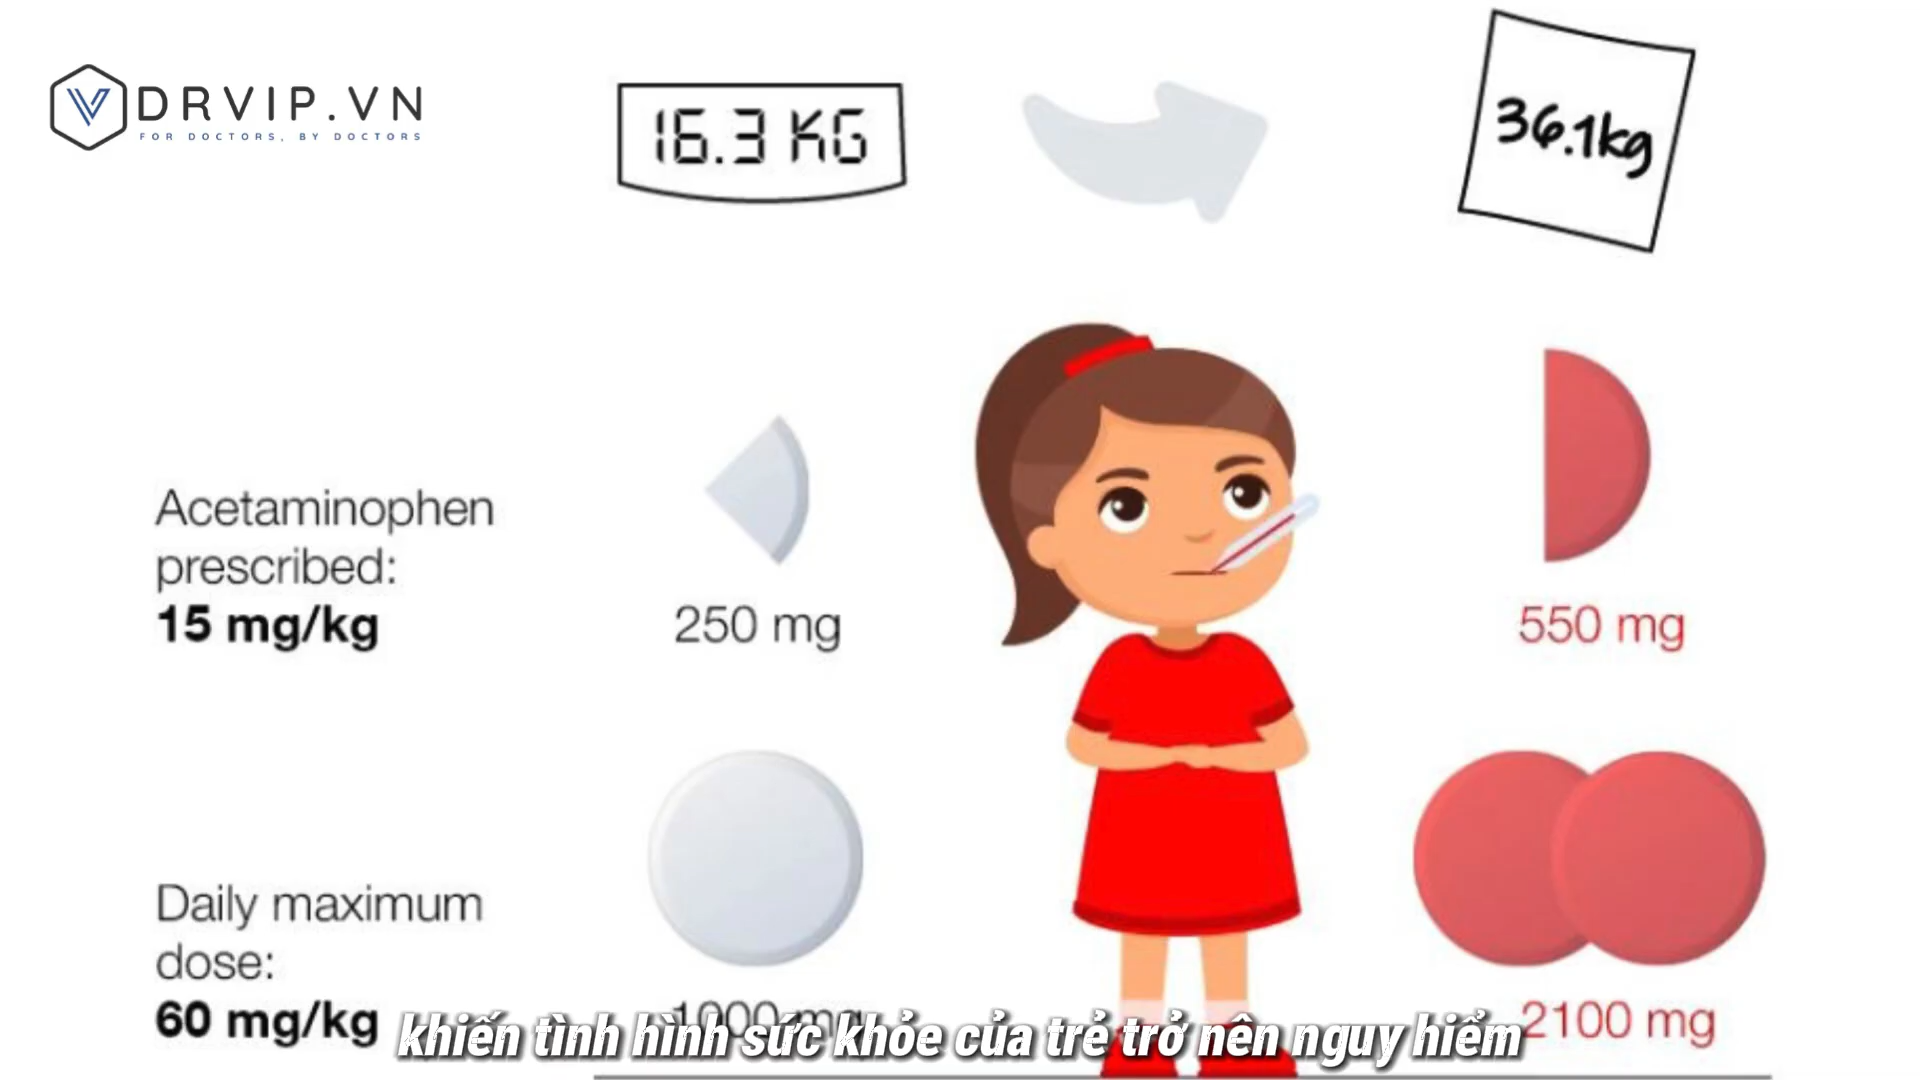 DRVIP.VN
FOR DOCTORS, BY DOCTORS
16.3 KG
36.1kg
Acetaminophen
prescribed:
15 mg/kg
250 mg
550 mg
Daily maximum
dose:
60 mg/kg
1000 mg
2100 mg
khiến tình hình sức khỏe của trẻ trở nên nguy hiểm